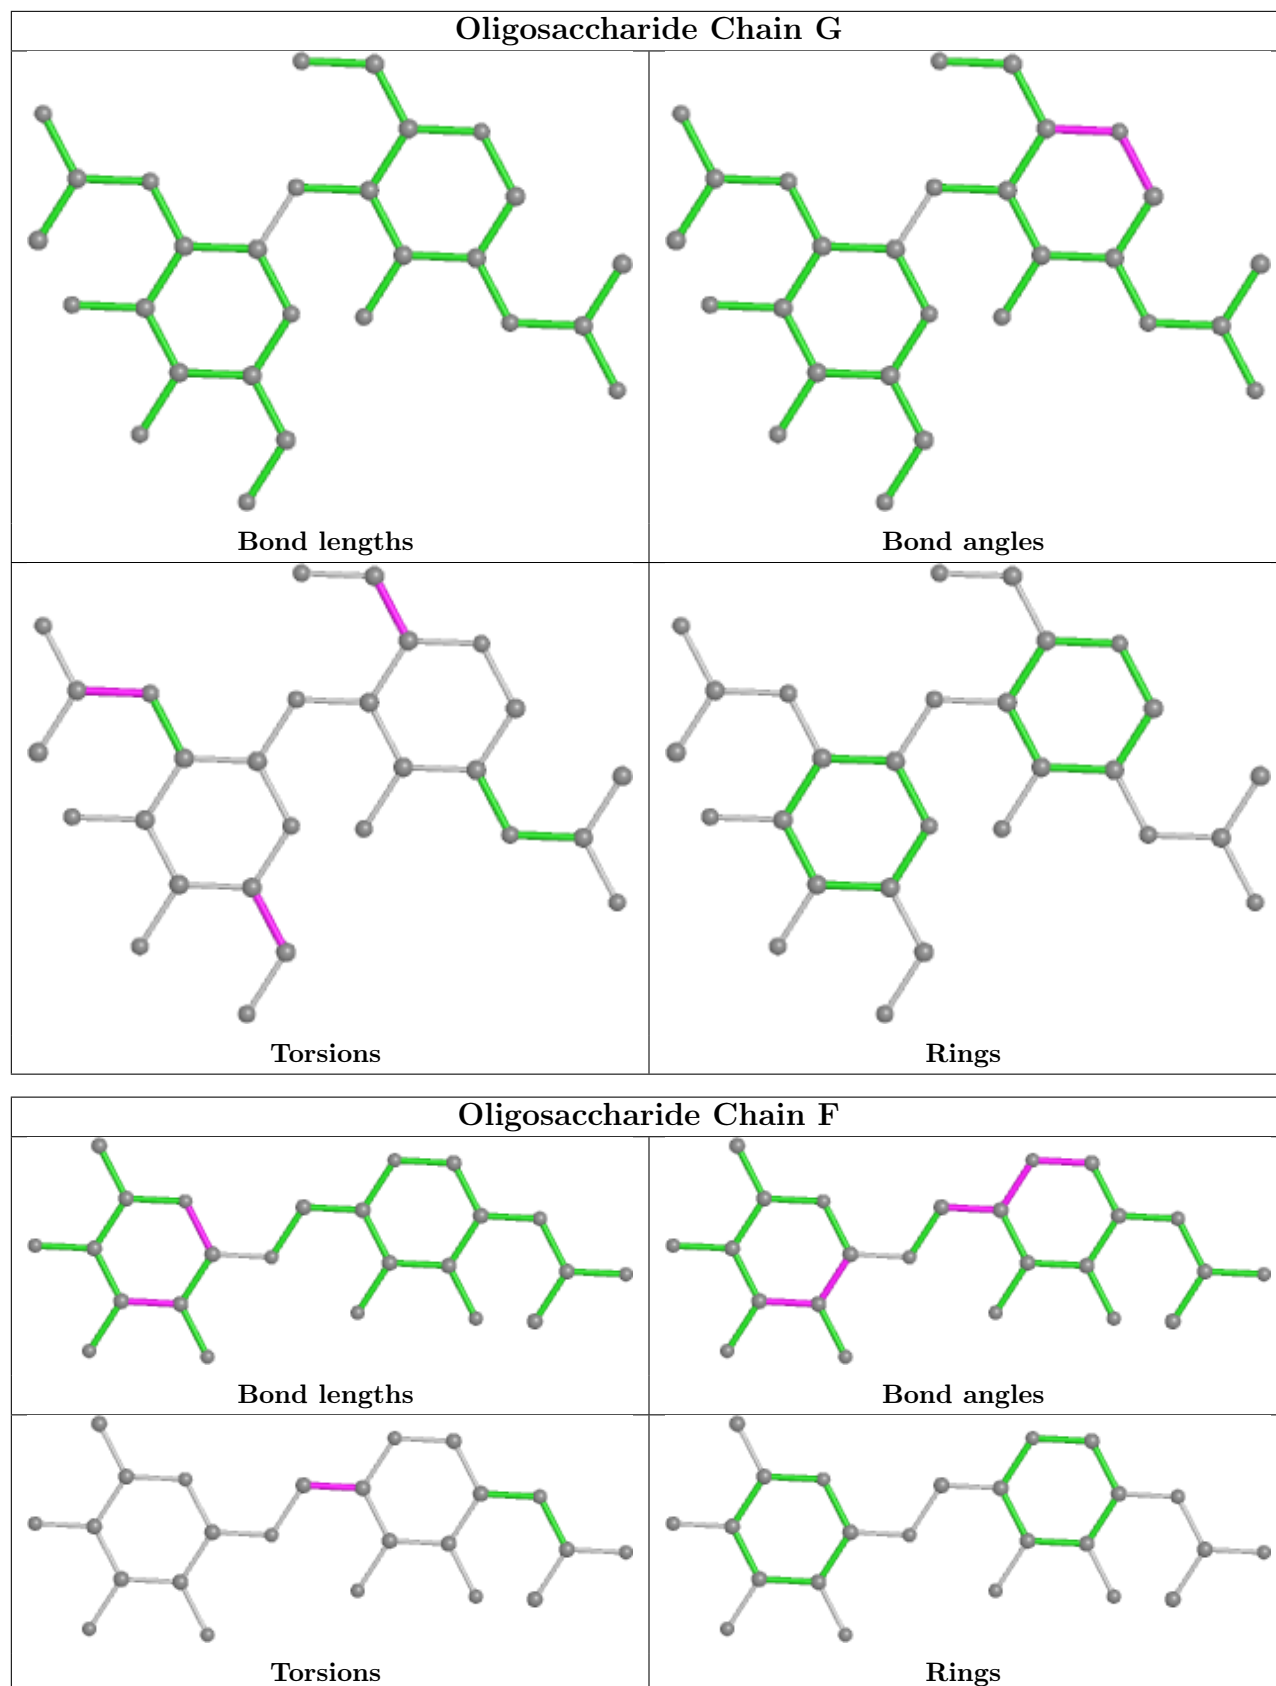 Oligosaccharide Chain G
Bond lengths
Bond angles
Torsions
Rings
Oligosaccharide Chain F
Bond lengths
Bond angles
Torsions
Rings